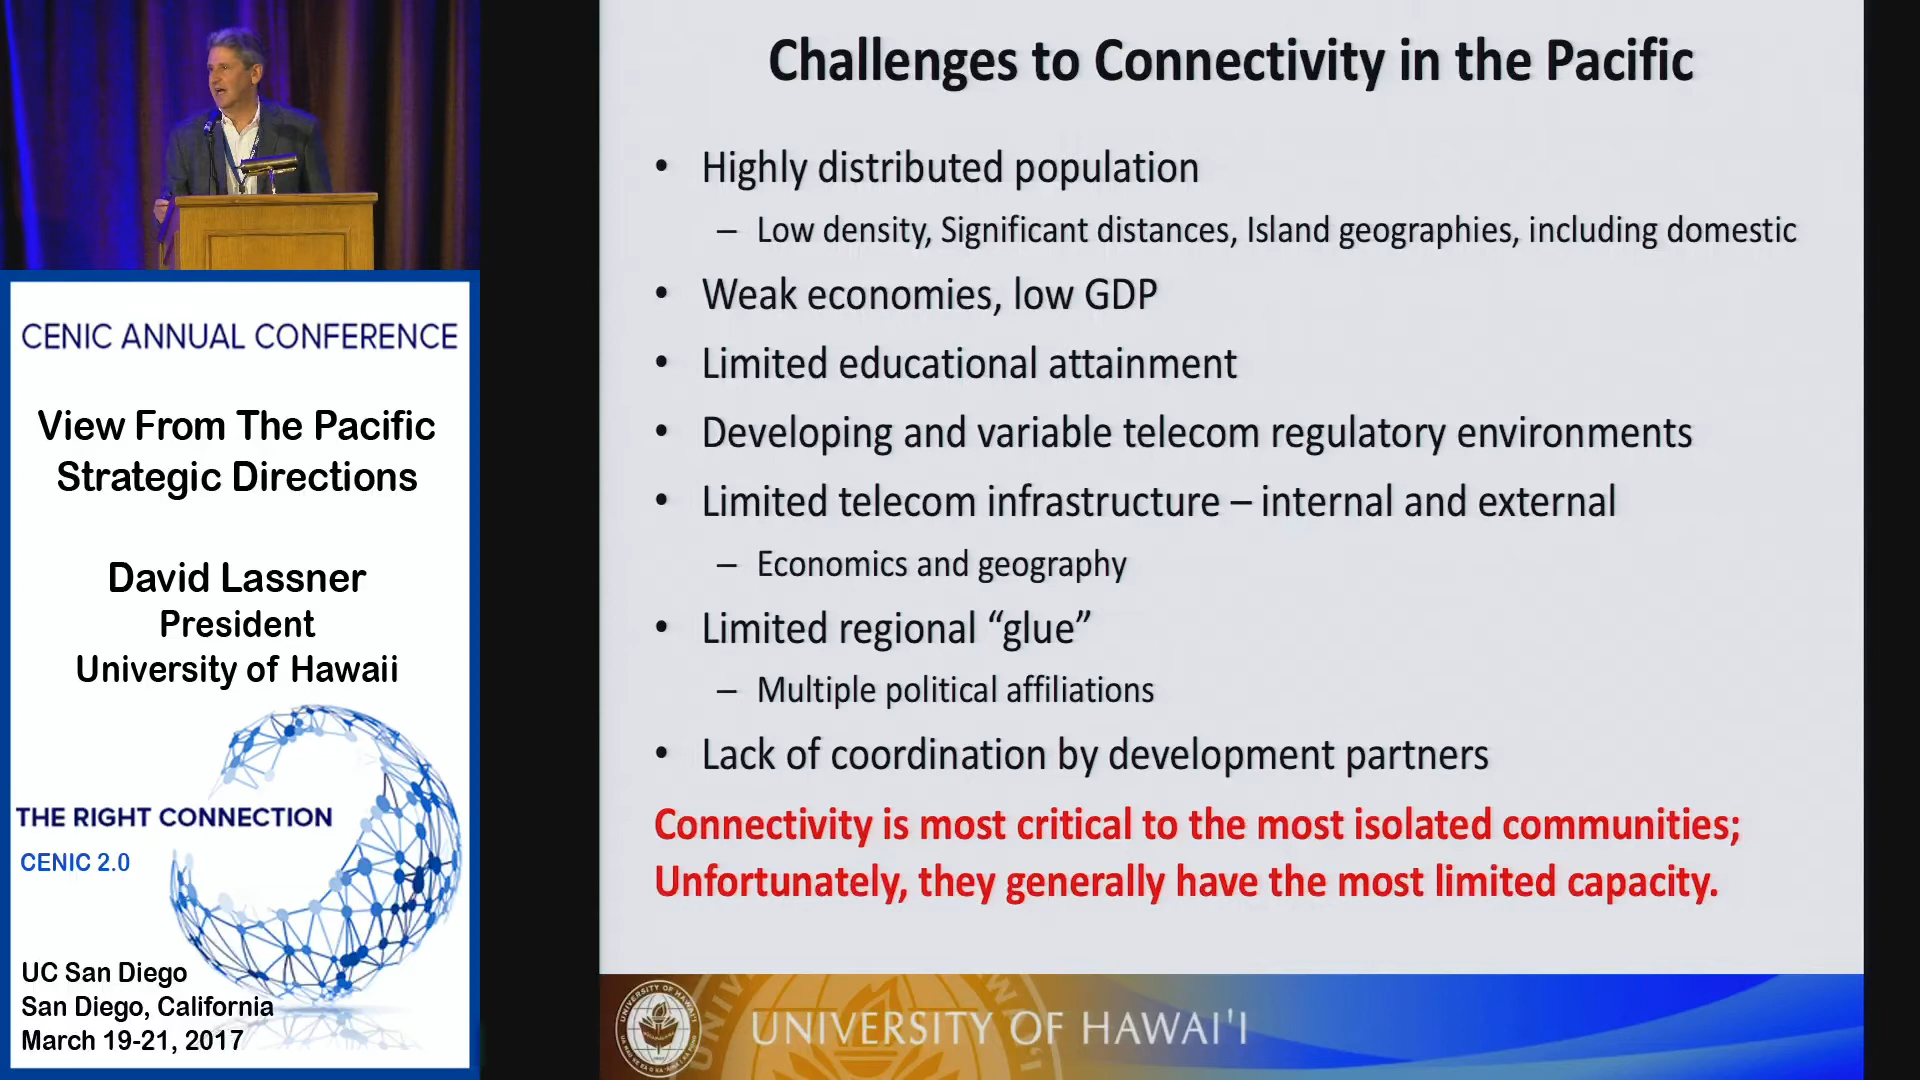 CENIC ANNUAL CONFERENCE
View From The Pacific
Strategic Directions
David Lassner
President
University of Hawaii
THE RIGHT CONNECTION
CENIC 2.0
UC San Diego
San Diego, California
March 19-21, 2017
Challenges to Connectivity in the Pacific
• Highly distributed population
– Low density, Significant distances, Island geographies, including domestic
• Weak economies, low GDP
• Limited educational attainment
• Developing and variable telecom regulatory environments
• Limited telecom infrastructure – internal and external
– Economics and geography
• Limited regional “glue”
– Multiple political affiliations
• Lack of coordination by development partners
Connectivity is most critical to the most isolated communities;
Unfortunately, they generally have the most limited capacity.
UNIVERSITY OF HAWAI'I